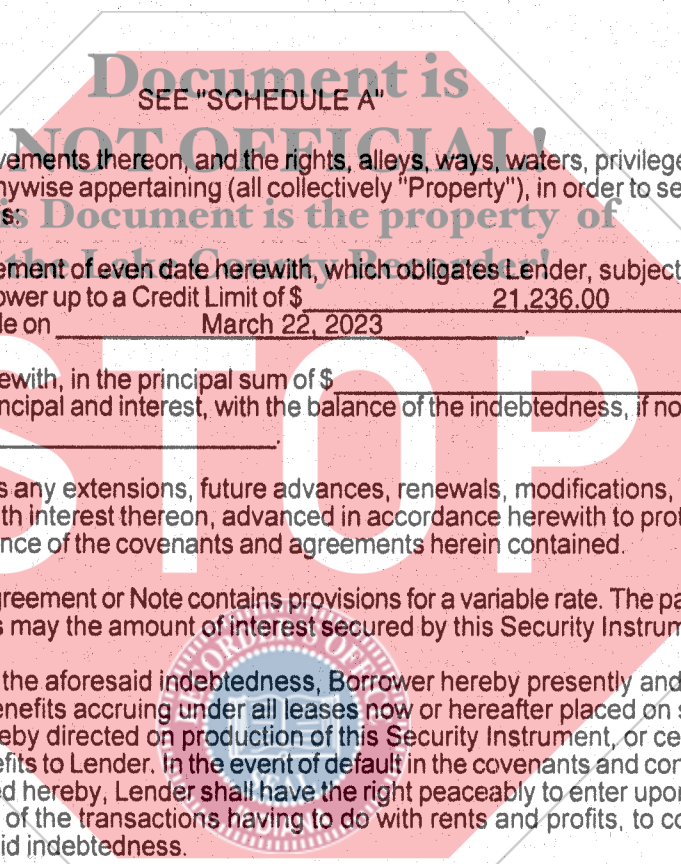 Document is
SEE "SCHEDULE A"
NOT OFFICIAL!
vements thereon, and the rights, alleys, ways, waters, privilege
nywise appertaining (all collectively "Property"), in order to se
s:
s Document is the property of
the Lake County Recorder!
ement of even date herewith, which obligates Lender, subject
ower up to a Credit Limit of $ 21,236.00
le on March 22, 2023.
STOP
ewith, in the principal sum of $
ncipal and interest, with the balance of the indebtedness, if no
.
s any extensions, future advances, renewals, modifications,
th interest thereon, advanced in accordance herewith to prot
nce of the covenants and agreements herein contained.
greement or Note contains provisions for a variable rate. The pa
s may the amount of interest secured by this Security Instrum
the aforesaid indebtedness, Borrower hereby presently and
enefits accruing under all leases now or hereafter placed on s
eby directed on production of this Security Instrument, or ce
efits to Lender. In the event of default in the covenants and con
ed hereby, Lender shall have the right peaceably to enter upon
of the transactions having to do with rents and profits, to co
id indebtedness.
RECORDER'S OFFICE
SEAL
INDIANA